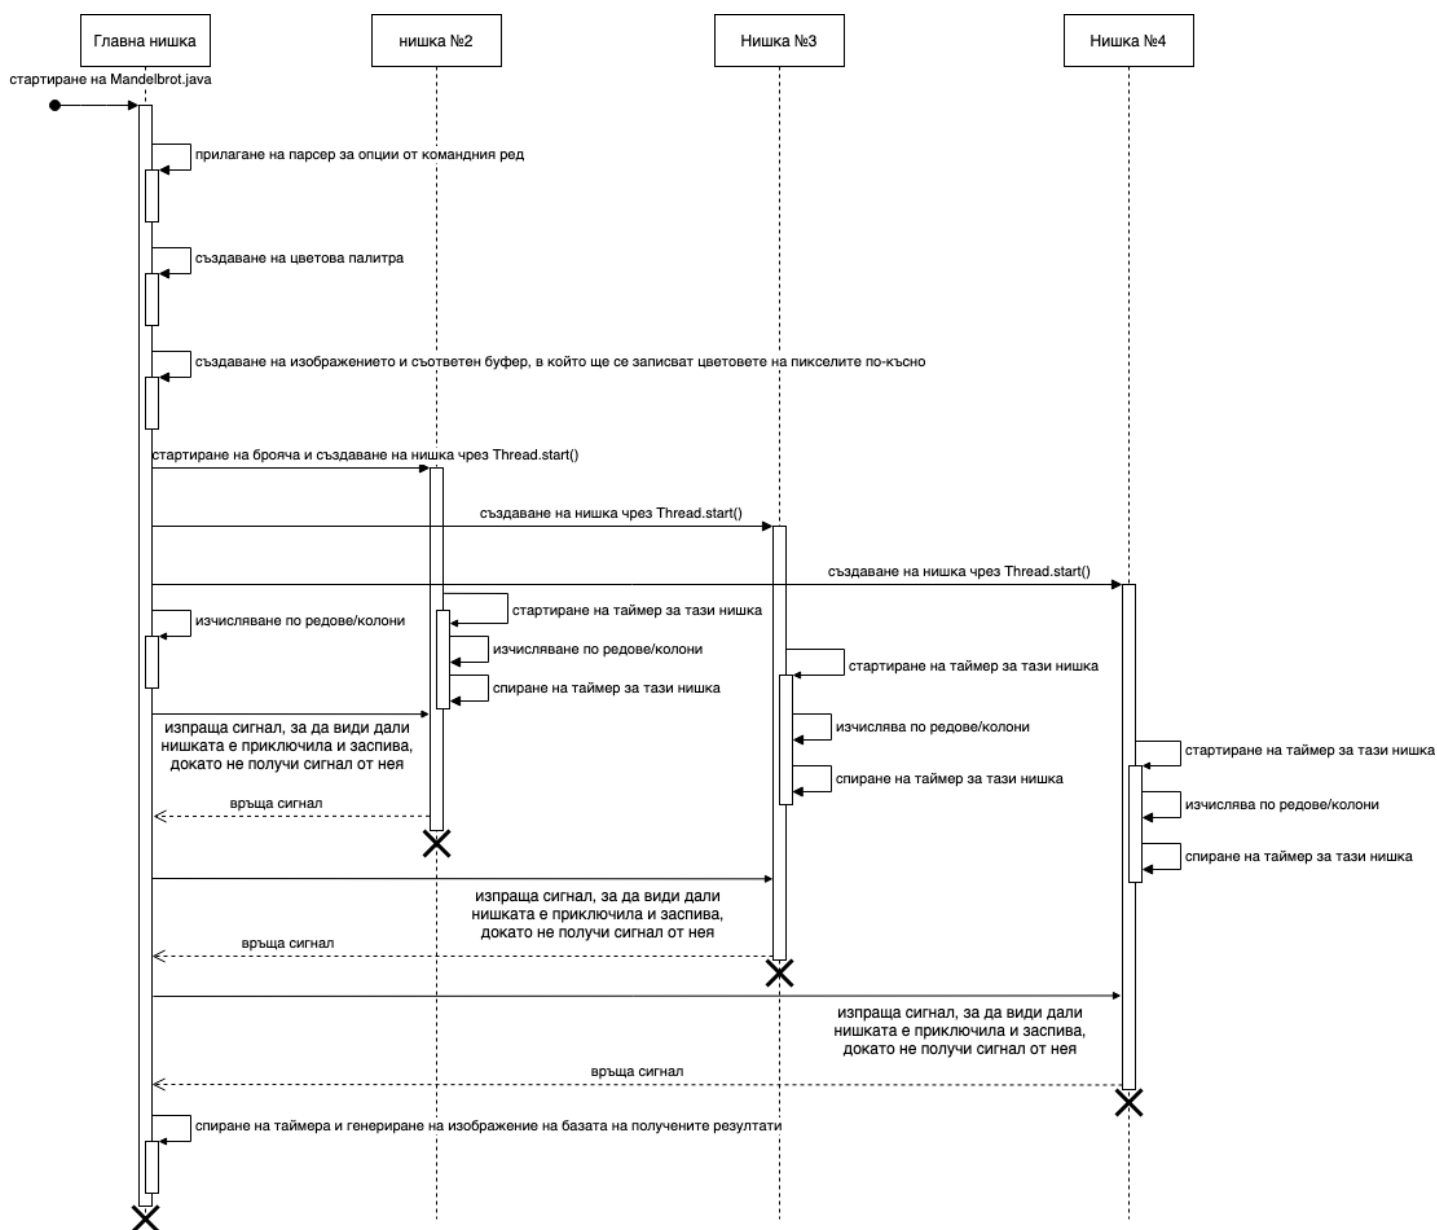 Главна нишка
нишка №2
Нишка №3
Нишка №4
стартиране на Mandelbrot.java
прилагане на парсер за опции от командния ред
създаване на цветова палитра
създаване на изображението и съответен буфер, в който ще се записват цветовете на пикселите по-късно
стартиране на брояча и създаване на нишка чрез Thread.start()
създаване на нишка чрез Thread.start()
създаване на нишка чрез Thread.start()
стартиране на таймер за тази нишка
изчисляване по редове/колони
изчисляване по редове/колони
стартиране на таймер за тази нишка
спиране на таймер за тази нишка
изпраща сигнал, за да види дали
нишката е приключила и заспива,
докато не получи сигнал от нея
изчислява по редове/колони
стартиране на таймер за тази нишка
спиране на таймер за тази нишка
връща сигнал
изчислява по редове/колони
спиране на таймер за тази нишка
изпраща сигнал, за да види дали
нишката е приключила и заспива,
докато не получи сигнал от нея
връща сигнал
изпраща сигнал, за да види дали
нишката е приключила и заспива,
докато не получи сигнал от нея
връща сигнал
спиране на таймера и генериране на изображение на базата на получените резултати